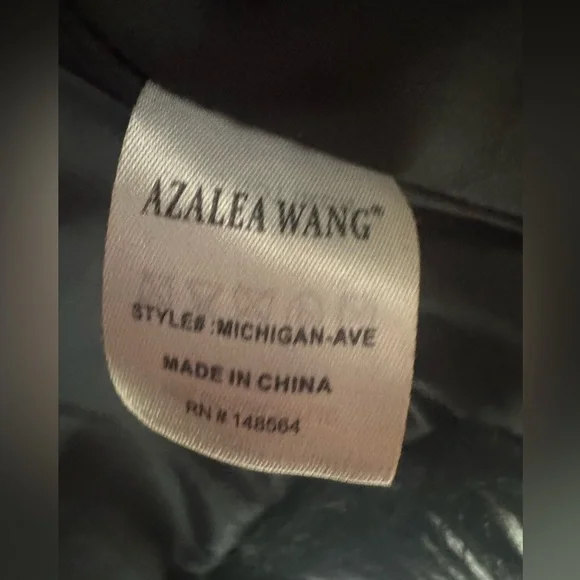 AZALEA WANG™
STYLE# :MICHIGAN-AVE
MADE IN CHINA
RN # 148564